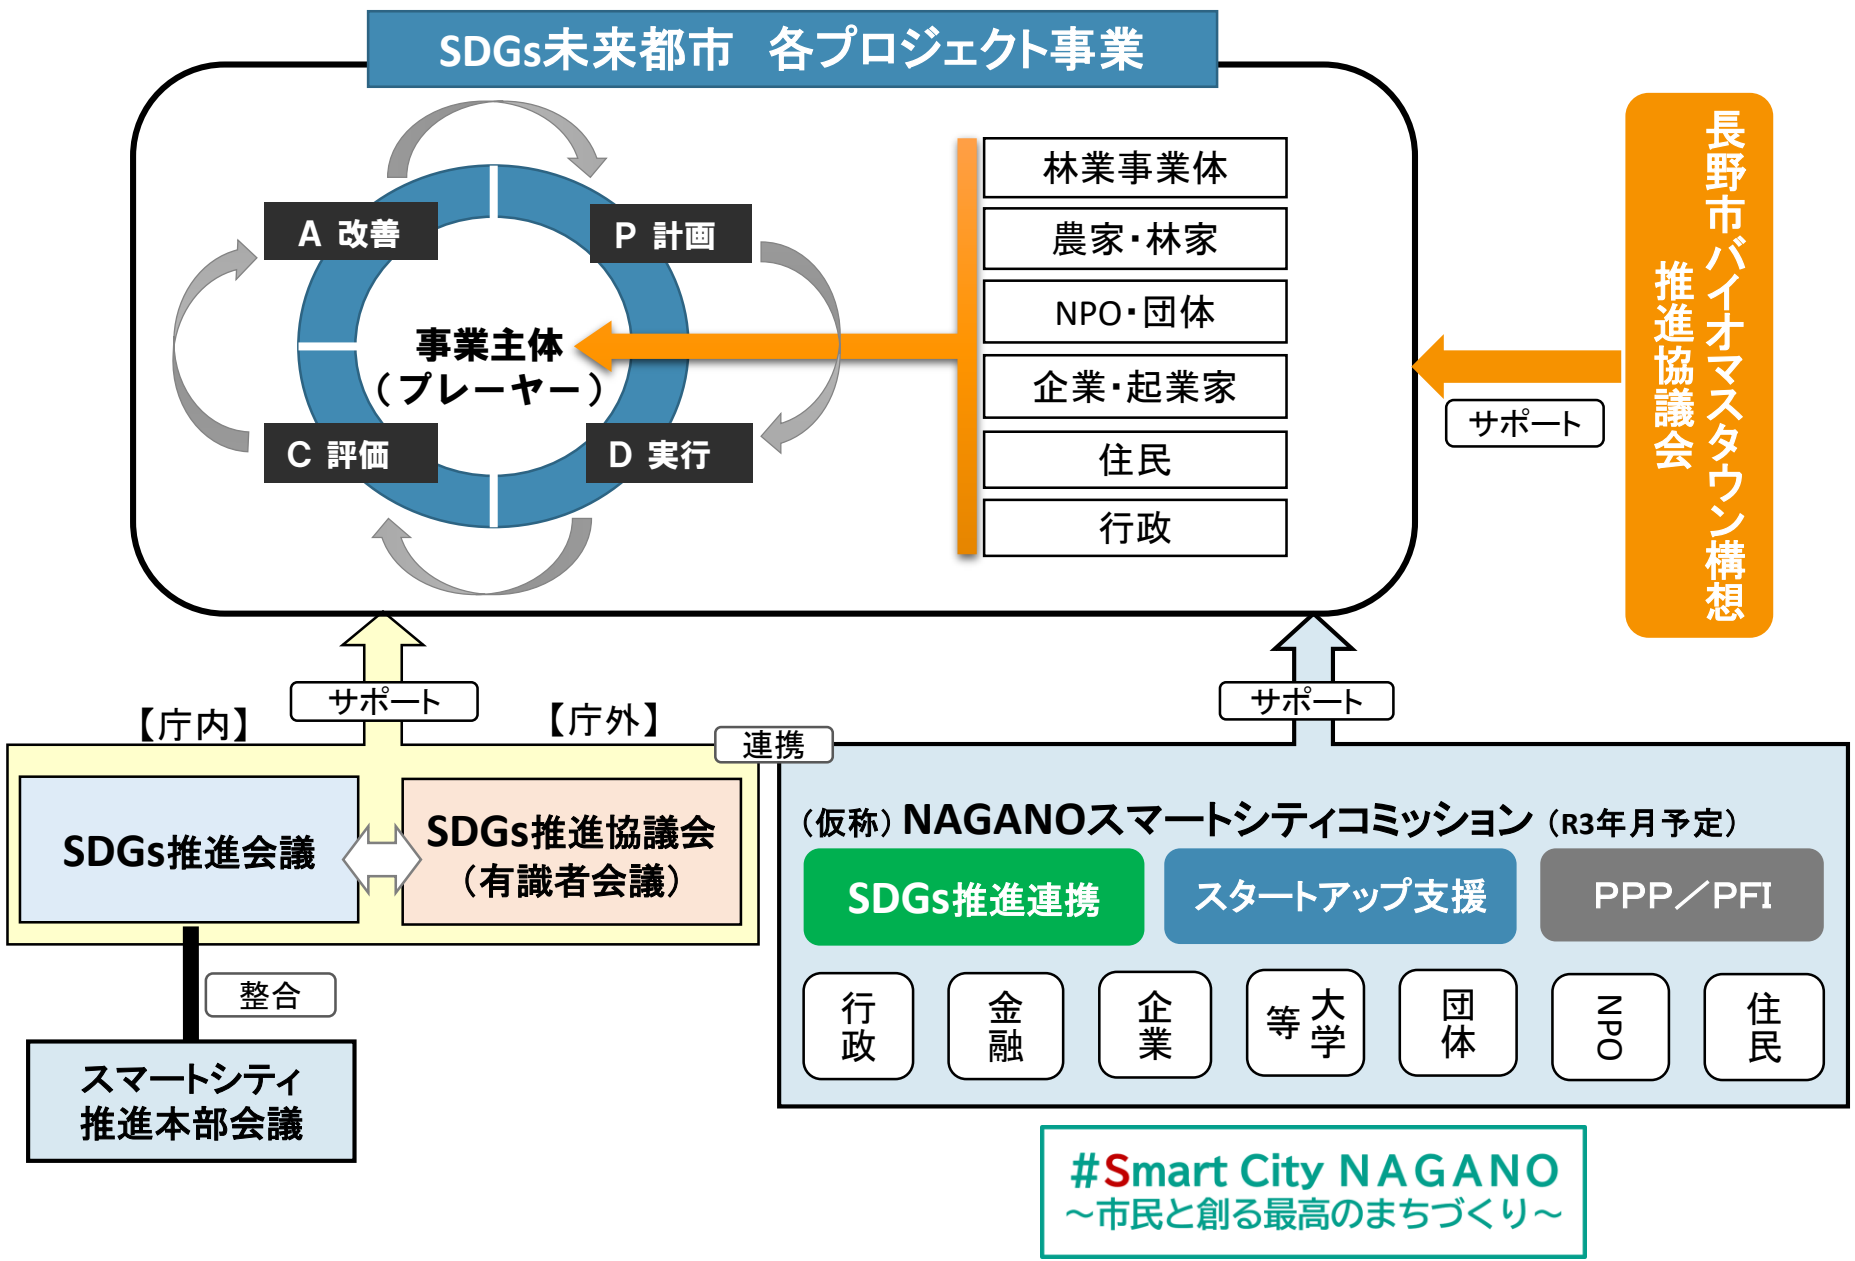 SDGs未来都市　各プロジェクト事業
A 改善
P 計画
事業主体
（プレーヤー）
C 評価
D 実行
林業事業体
農家・林家
NPO・団体
企業・起業家
住民
行政
長野市バイオマスタウン構想
推進協議会
サポート
サポート
サポート
【庁内】
【庁外】
連携
SDGs推進会議
SDGs推進協議会
（有識者会議）
整合
スマートシティ
推進本部会議
（仮称）NAGANOスマートシティコミッション（R3年月予定）
SDGs推進連携
スタートアップ支援
PPP／PFI
行政
金融
企業
大学
等
団体
NPO
住民
#Smart City NAGANO
～市民と創る最高のまちづくり～